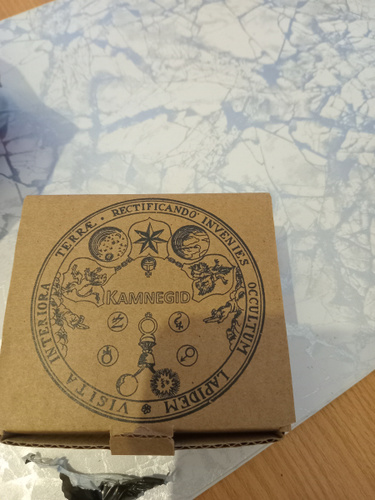 VISITA INTERIORA TERRÆ • RECTIFICANDO INVENIES OCCULTUM LAPIDEM
KAMNEGID